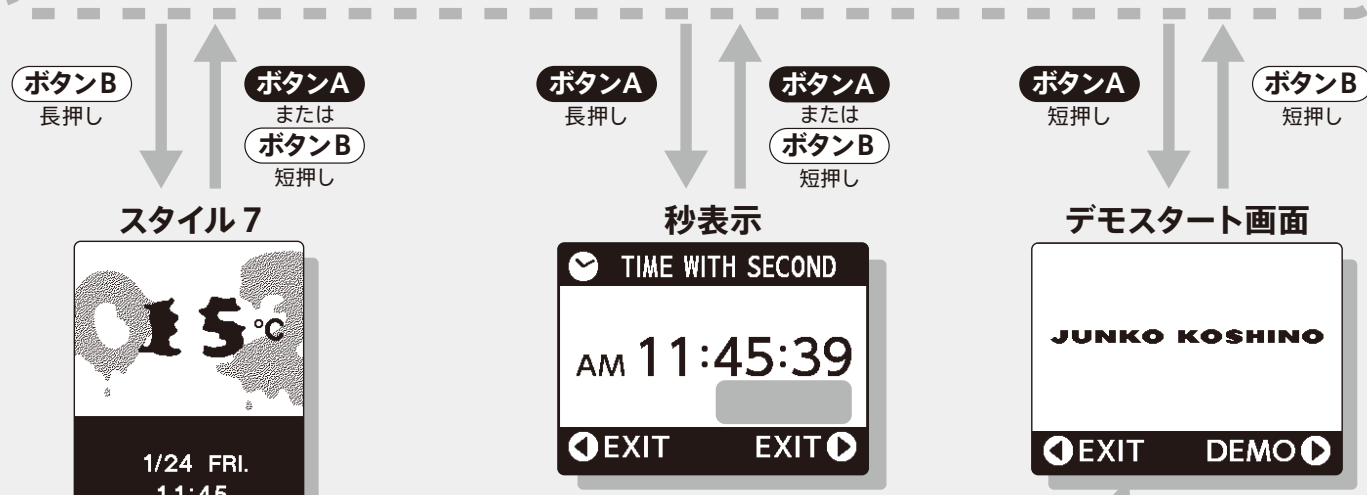 ボタンB
長押し
ボタンA
または
ボタンB
短押し
ボタンA
長押し
ボタンA
または
ボタンB
短押し
ボタンA
短押し
ボタンB
短押し
スタイル7
15℃
1/24 FRI.
11:45
秒表示
TIME WITH SECOND
AM 11:45:39
EXIT EXIT
デモスタート画面
JUNKO KOSHINO
EXIT DEMO